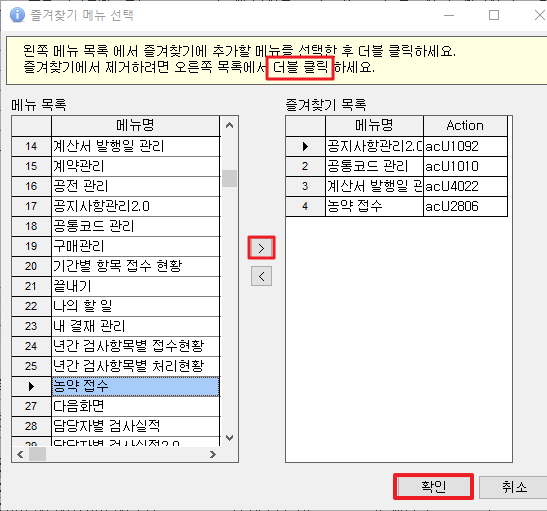 즐겨찾기 메뉴 선택
왼쪽 메뉴 목록 에서 즐겨찾기에 추가할 메뉴를 선택한 후 더블 클릭하세요.
즐겨찾기에서 제거하려면 오른쪽 목록에서 더블 클릭 하세요.
메뉴 목록
메뉴명
14 계산서 발행일 관리
15 계약관리
16 공전 관리
17 공지사항관리2.0
18 공통코드 관리
19 구매관리
20 기간별 항목 접수 현황
21 끝내기
22 나의 할 일
23 내 결재 관리
24 년간 검사항목별 접수현황
25 년간 검사항목별 처리현황
농약 접수
27 다음화면
28 담당자별 검사실적
29 담당자별 검사실적2.0
>
<
즐겨찾기 목록
메뉴명 Action
공지사항관리2.0 acU1092
2 공통코드 관리 acU1010
3 계산서 발행일 관 acU4022
4 농약 접수 acU2806
확인 취소